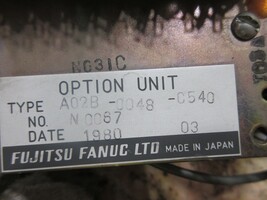 NG31C
OPTION UNIT
TYPE A02B -0048 -C540
NO. N0067
DATE 1980 03
FUJITSU FANUC LTD MADE IN JAPAN